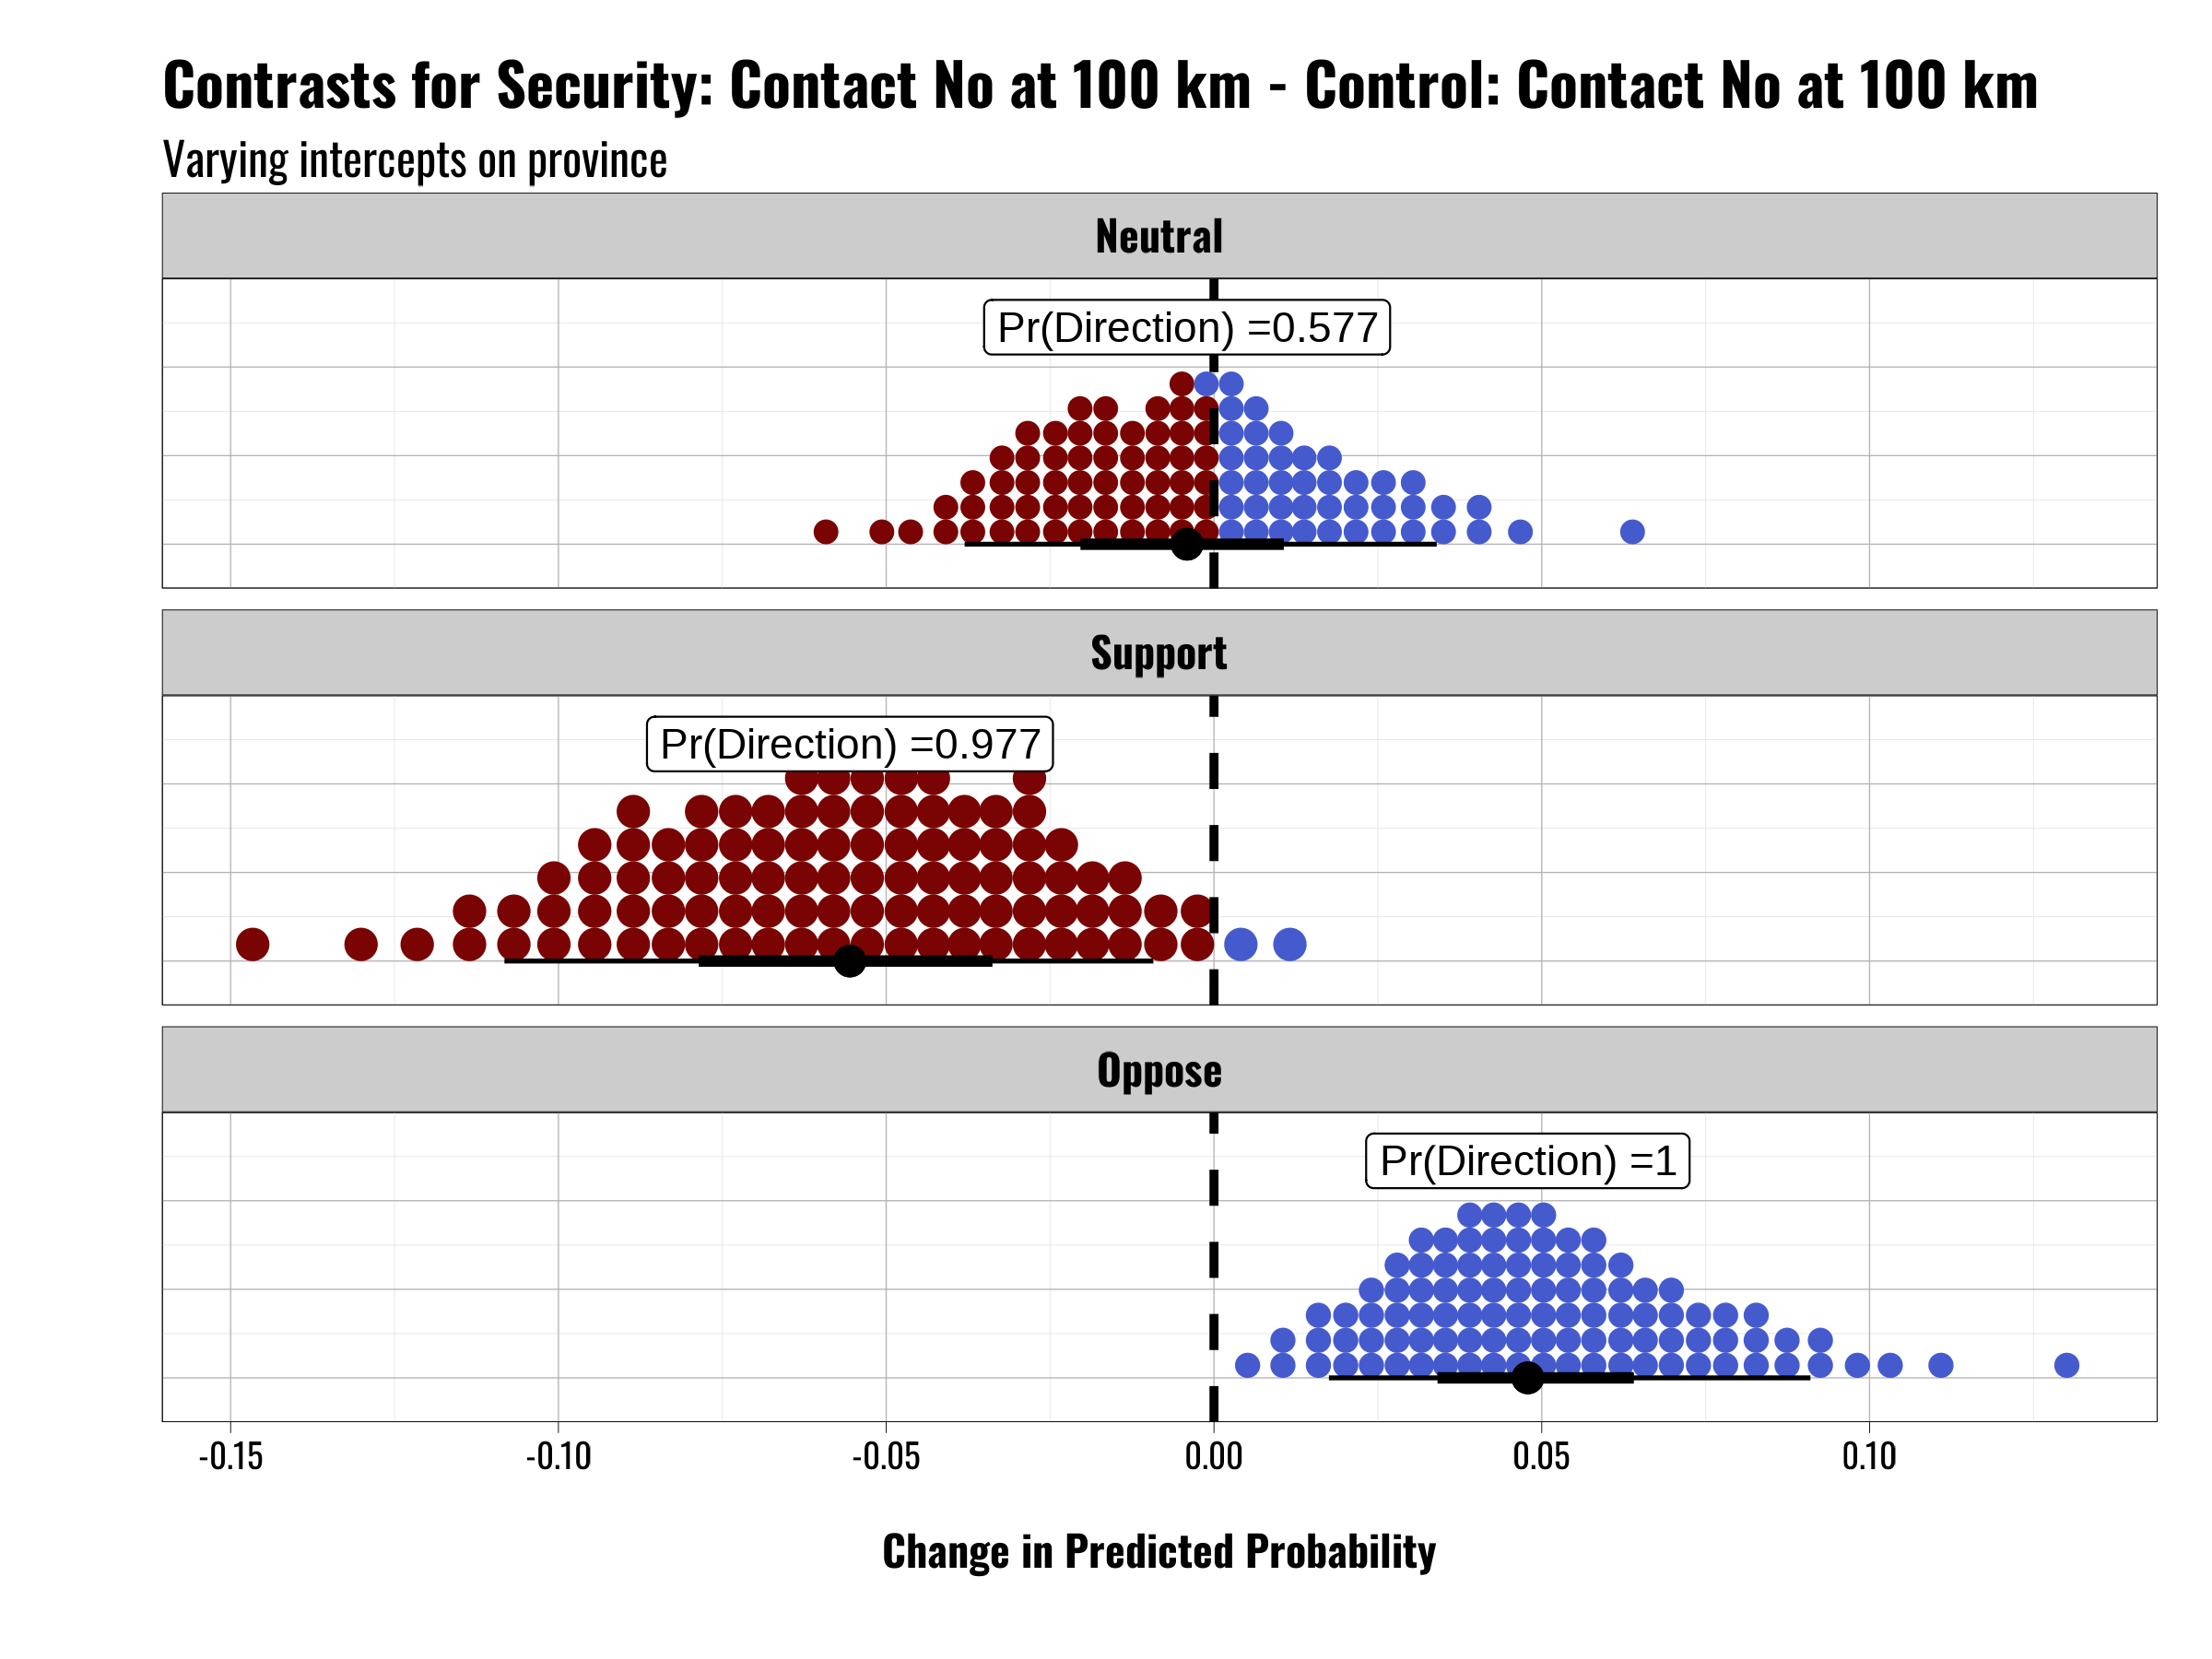 Contrasts for Security: Contact No at 100 km - Control: Contact No at 100 km
Varying intercepts on province
Neutral
Pr(Direction) =0.577
Support
Pr(Direction) =0.977
Oppose
Pr(Direction) =1
-0.15 -0.10 -0.05 0.00 0.05 0.10
Change in Predicted Probability